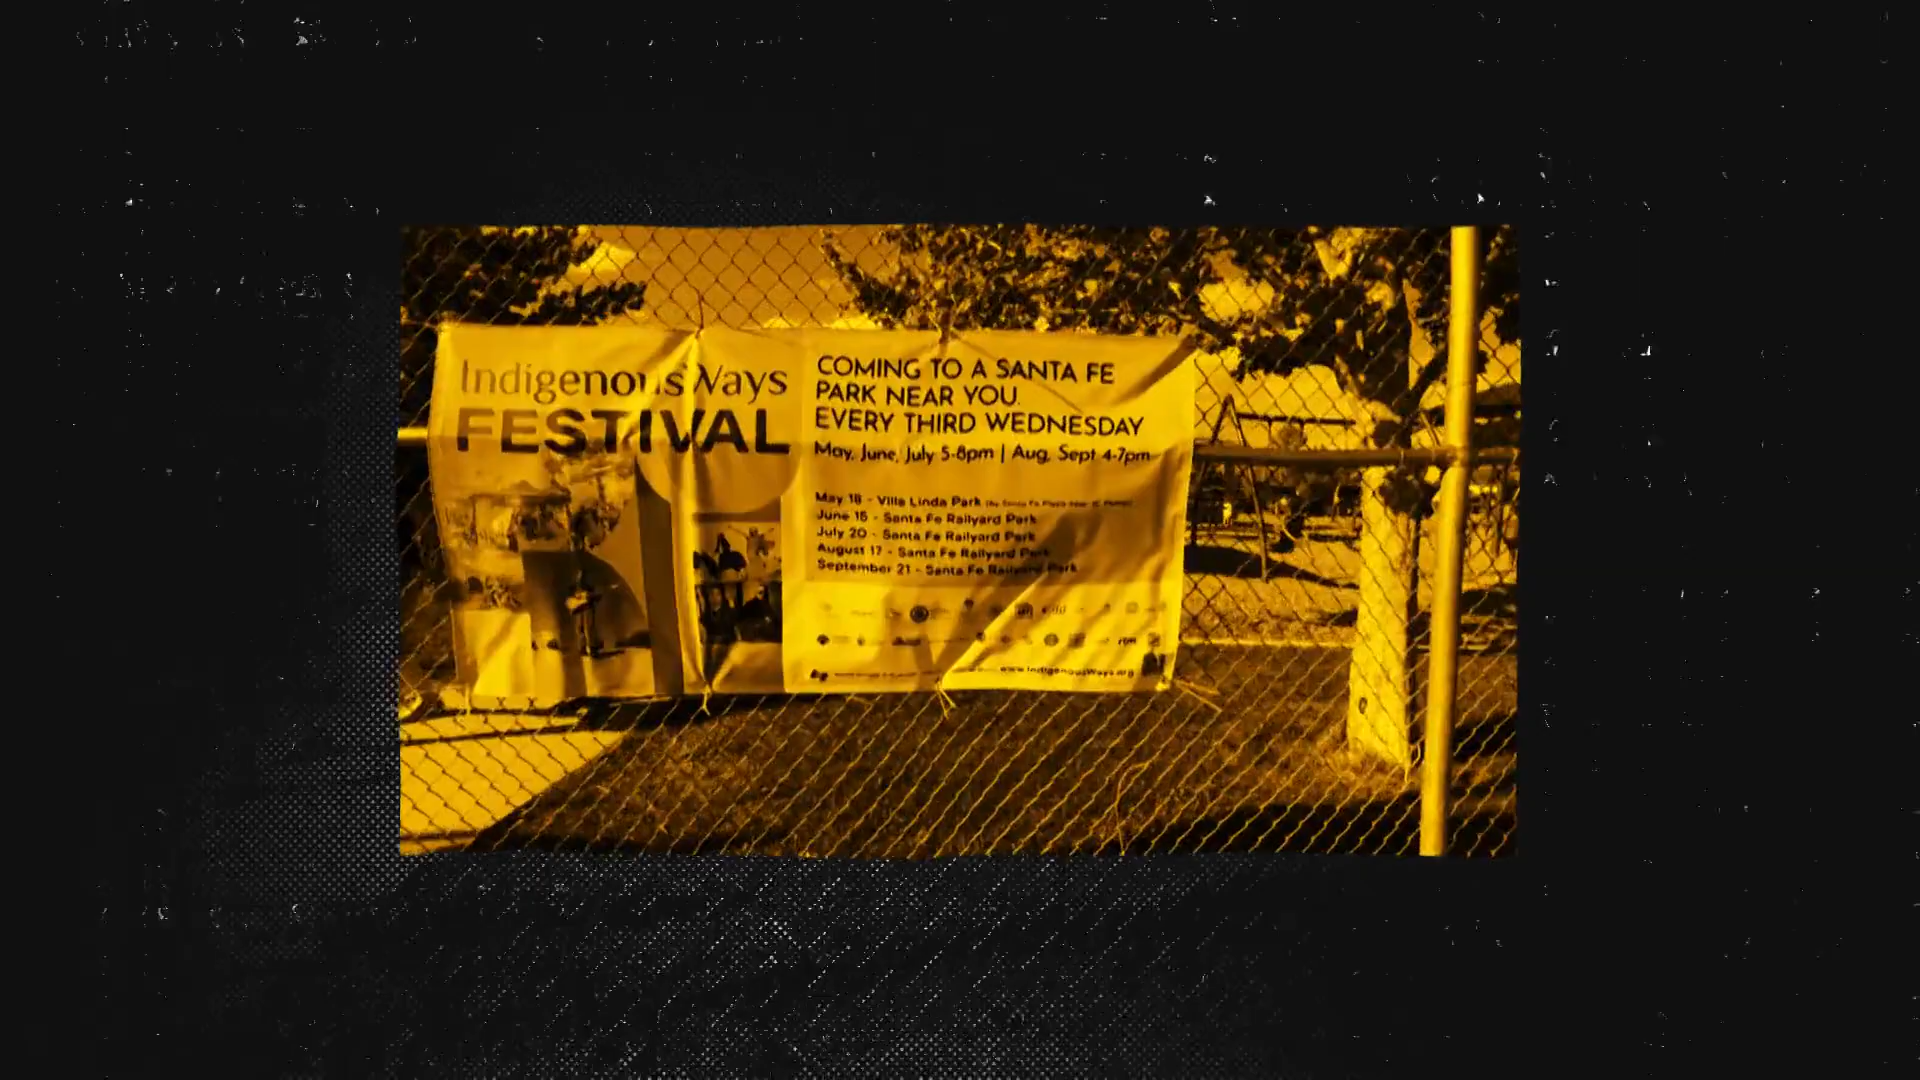 IndigenousWays
FESTIVAL
COMING TO A SANTA FE
PARK NEAR YOU.
EVERY THIRD WEDNESDAY
May, June, July 5-8pm | Aug, Sept 4-7pm
May 18 - Villa Linda Park
June 15 - Santa Fe Railyard Park
July 20 - Santa Fe Railyard Park
August 17 - Santa Fe Railyard Park
September 21 - Santa Fe Railyard Park
www.IndigenousWays.org